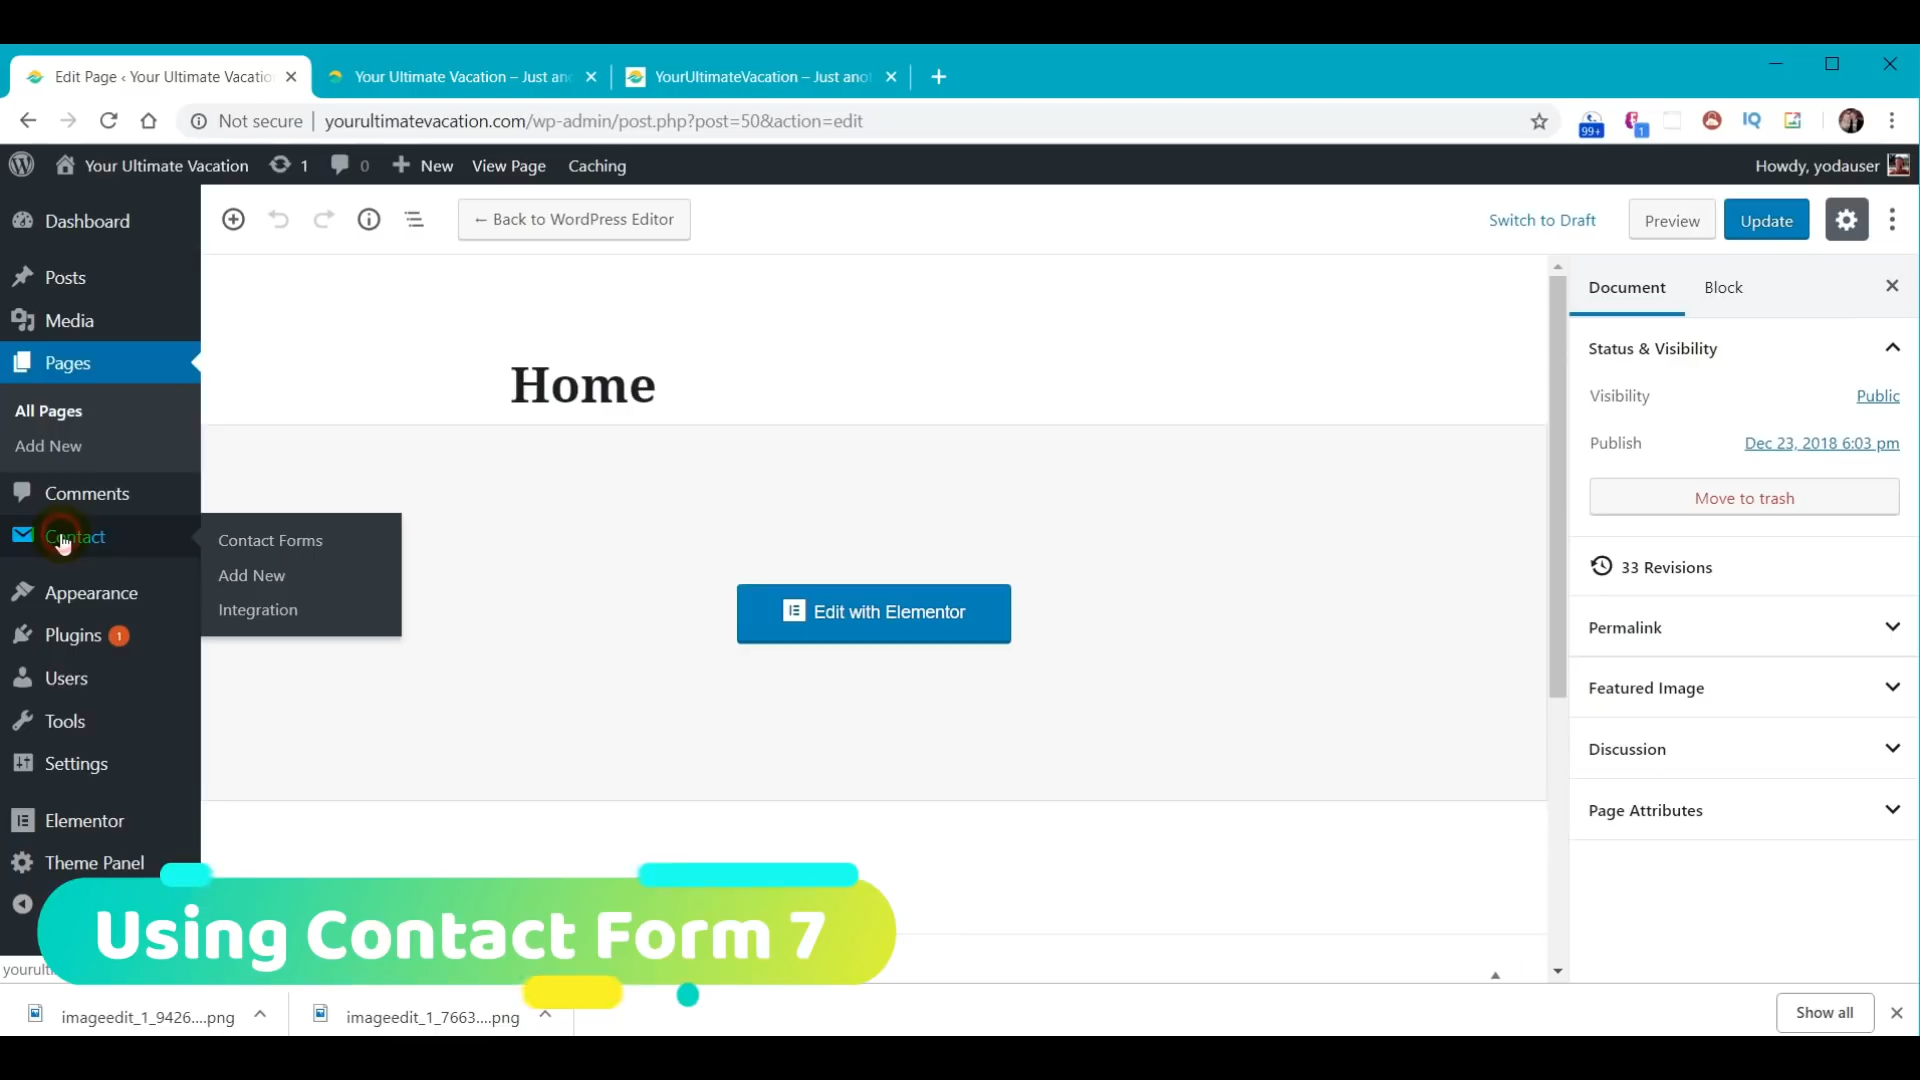 Edit Page ‹ Your Ultimate Vacatio
Your Ultimate Vacation – Just an
YourUltimateVacation – Just ano
Not secure | yourultimatevacation.com/wp-admin/post.php?post=50&action=edit
99+
1
IQ
Your Ultimate Vacation
1
0
New
View Page
Caching
Howdy, yodauser
Dashboard
Posts
Media
Pages
All Pages
Add New
Comments
Contact
Appearance
Plugins 1
Users
Tools
Settings
Elementor
Theme Panel
Contact Forms
Add New
Integration
← Back to WordPress Editor
Switch to Draft
Preview
Update
Home
Edit with Elementor
Document
Block
Status & Visibility
Visibility
Public
Publish
Dec 23, 2018 6:03 pm
Move to trash
33 Revisions
Permalink
Featured Image
Discussion
Page Attributes
Using Contact Form 7
imageedit_1_9426....png
imageedit_1_7663....png
Show all